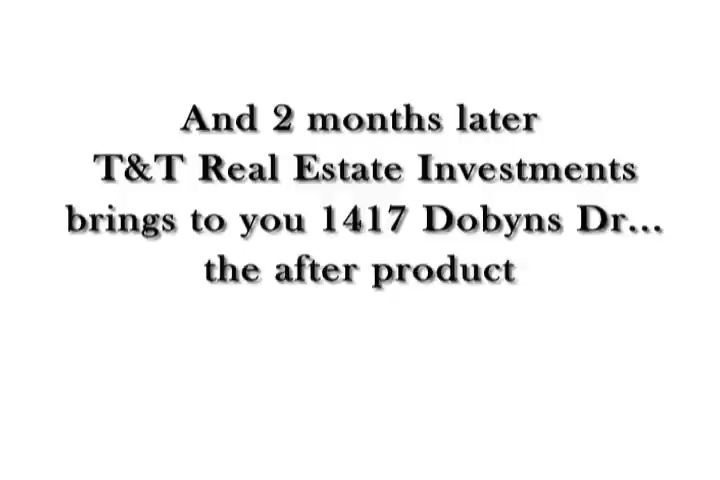 And 2 months later
T&T Real Estate Investments
brings to you 1417 Dobyns Dr...
the after product